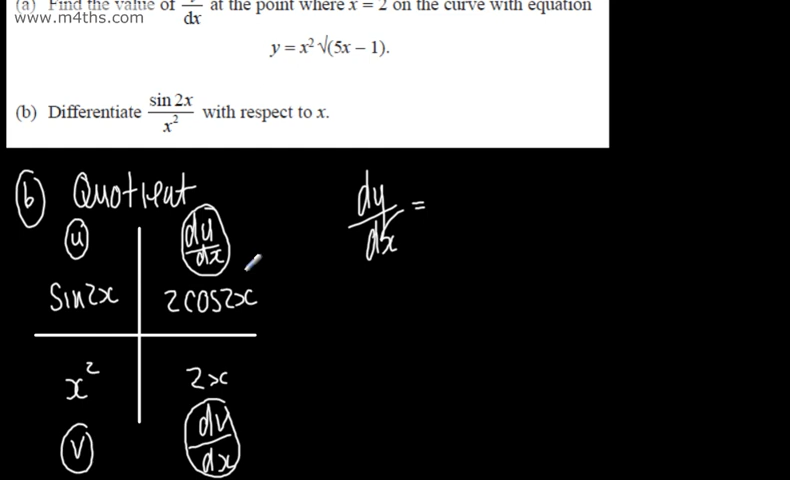 (a) Find the value of dy/dx at the point where x = 2 on the curve with equation
www.m4ths.com
y = x² √(5x – 1).
(b) Differentiate sin 2x / x² with respect to x.
(b) Quotient
dy/dx =
u du/dx
Sin2x 2cos2x
x² 2x
v dv/dx